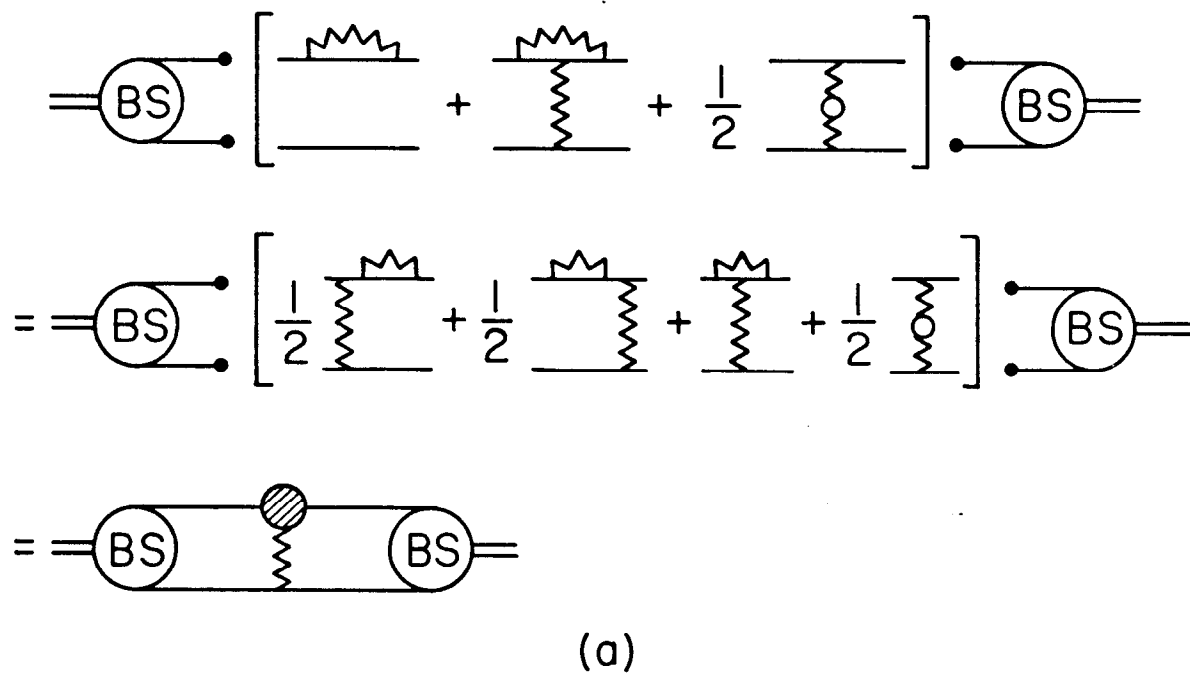 BS [ + + 1/2 ] BS
= BS [ 1/2 + 1/2 + + 1/2 ] BS
= BS BS
(a)